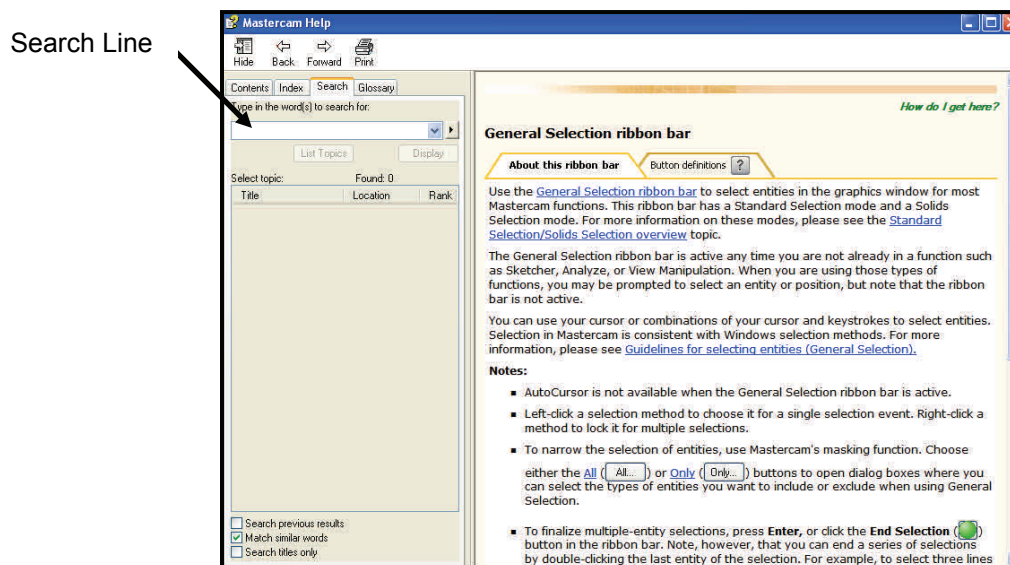 Search Line
Mastercam Help
Hide Back Forward Print
Contents Index Search Glossary
Type in the word(s) to search for:
List Topics Display
Select topic: Found: 0
Title Location Rank
Search previous results
Match similar words
Search titles only
How do I get here?
General Selection ribbon bar
About this ribbon bar Button definitions ?
Use the General Selection ribbon bar to select entities in the graphics window for most
Mastercam functions. This ribbon bar has a Standard Selection mode and a Solids
Selection mode. For more information on these modes, please see the Standard
Selection/Solids Selection overview topic.
The General Selection ribbon bar is active any time you are not already in a function such
as Sketcher, Analyze, or View Manipulation. When you are using those types of
functions, you may be prompted to select an entity or position, but note that the ribbon
bar is not active.
You can use your cursor or combinations of your cursor and keystrokes to select entities.
Selection in Mastercam is consistent with Windows selection methods. For more
information, please see Guidelines for selecting entities (General Selection).
Notes:
AutoCursor is not available when the General Selection ribbon bar is active.
Left-click a selection method to choose it for a single selection event. Right-click a
method to lock it for multiple selections.
To narrow the selection of entities, use Mastercam's masking function. Choose
either the All ( All... ) or Only ( Only... ) buttons to open dialog boxes where you
can select the types of entities you want to include or exclude when using General
Selection.
To finalize multiple-entity selections, press Enter, or click the End Selection ( )
button in the ribbon bar. Note, however, that you can end a series of selections
by double-clicking the last entity of the selection. For example, to select three lines